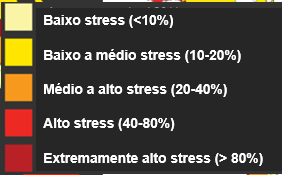 Baixo stress (<10%)
Baixo a médio stress (10-20%)
Médio a alto stress (20-40%)
Alto stress (40-80%)
Extremamente alto stress (> 80%)